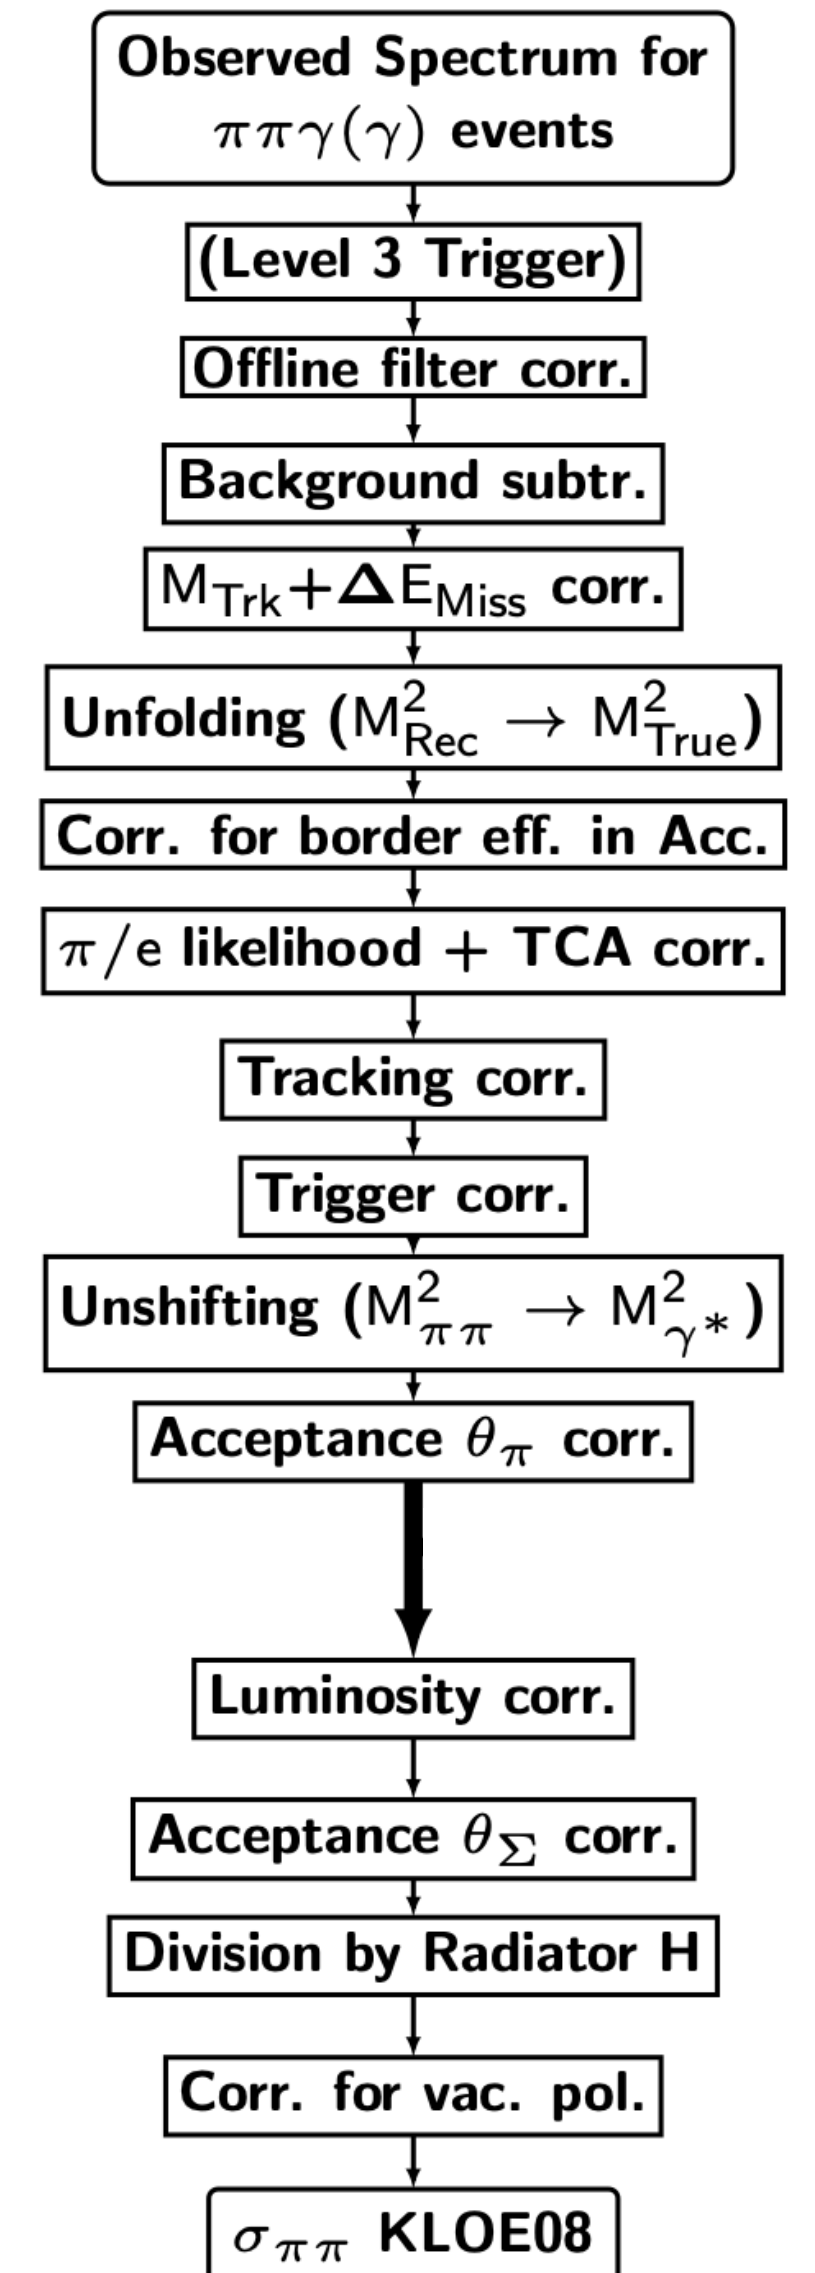 Observed Spectrum for
ππγ(γ) events
(Level 3 Trigger)
Offline filter corr.
Background subtr.
M_Trk+ΔE_Miss corr.
Unfolding (M²_Rec → M²_True)
Corr. for border eff. in Acc.
π/e likelihood + TCA corr.
Tracking corr.
Trigger corr.
Unshifting (M²_ππ → M²_γ*)
Acceptance θ_π corr.
Luminosity corr.
Acceptance θ_Σ corr.
Division by Radiator H
Corr. for vac. pol.
σ_ππ KLOE08